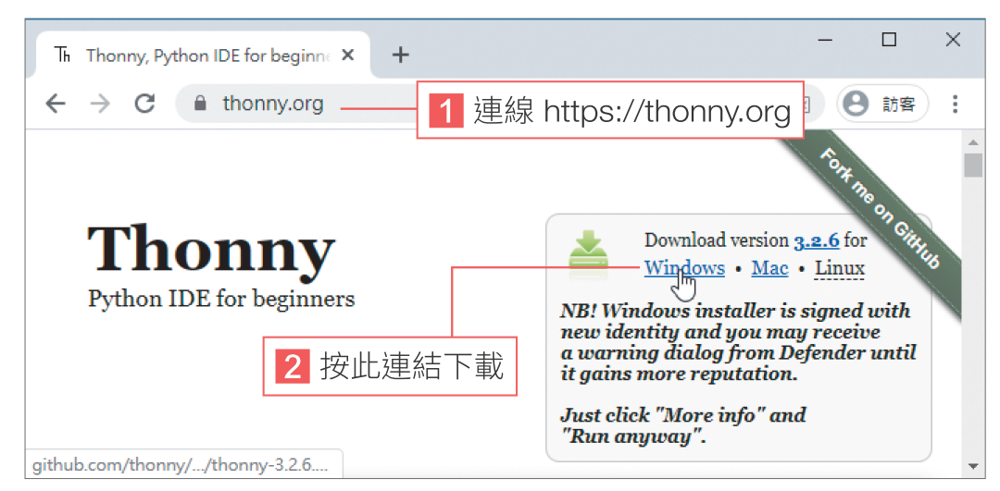 Th Thonny, Python IDE for beginn
thonny.org
1 連線 https://thonny.org
訪客
Fork me on GitHub
Thonny
Python IDE for beginners
Download version 3.2.6 for
Windows • Mac • Linux
NB! Windows installer is signed with
new identity and you may receive
a warning dialog from Defender until
it gains more reputation.
Just click "More info" and
"Run anyway".
2 按此連結下載
github.com/thonny/.../thonny-3.2.6....